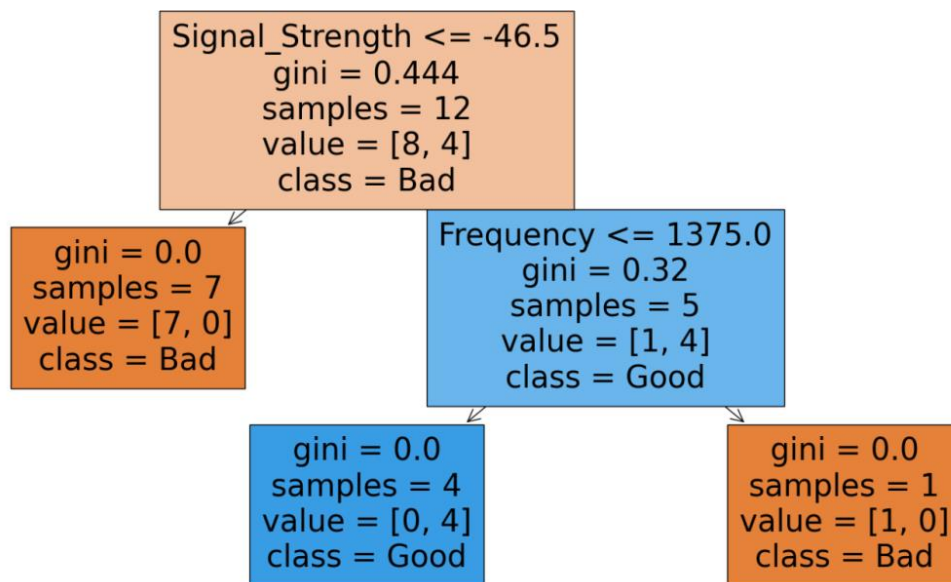 Signal_Strength <= -46.5
gini = 0.444
samples = 12
value = [8, 4]
class = Bad
gini = 0.0
samples = 7
value = [7, 0]
class = Bad
Frequency <= 1375.0
gini = 0.32
samples = 5
value = [1, 4]
class = Good
gini = 0.0
samples = 4
value = [0, 4]
class = Good
gini = 0.0
samples = 1
value = [1, 0]
class = Bad